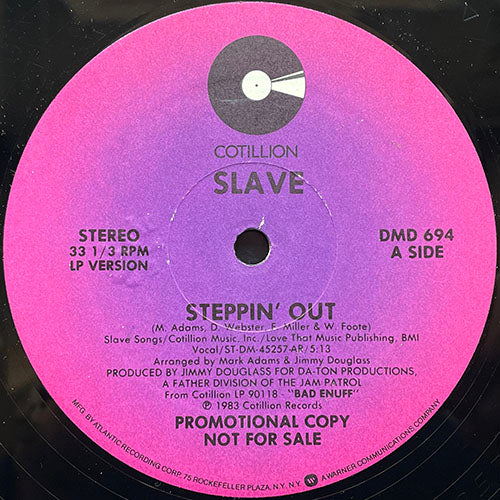 COTILLION
SLAVE
STEREO
33 1/3 RPM
LP VERSION
DMD 694
A SIDE
STEPPIN' OUT
(M. Adams, D. Webster, F. Miller & W. Foote)
Slave Songs/Cotillion Music, Inc./Love That Music Publishing, BMI
Vocal/ST-DM-45257-AR/5:13
Arranged by Mark Adams & Jimmy Douglass
PRODUCED BY JIMMY DOUGLASS FOR DA-TON PRODUCTIONS,
A FATHER DIVISION OF THE JAM PATROL
From Cotillion LP 90118 - "BAD ENUFF"
℗ 1983 Cotillion Records
PROMOTIONAL COPY
NOT FOR SALE
MFG. BY ATLANTIC RECORDING CORP. 75 ROCKEFELLER PLAZA, N.Y. N.Y. W A WARNER COMMUNICATIONS COMPANY